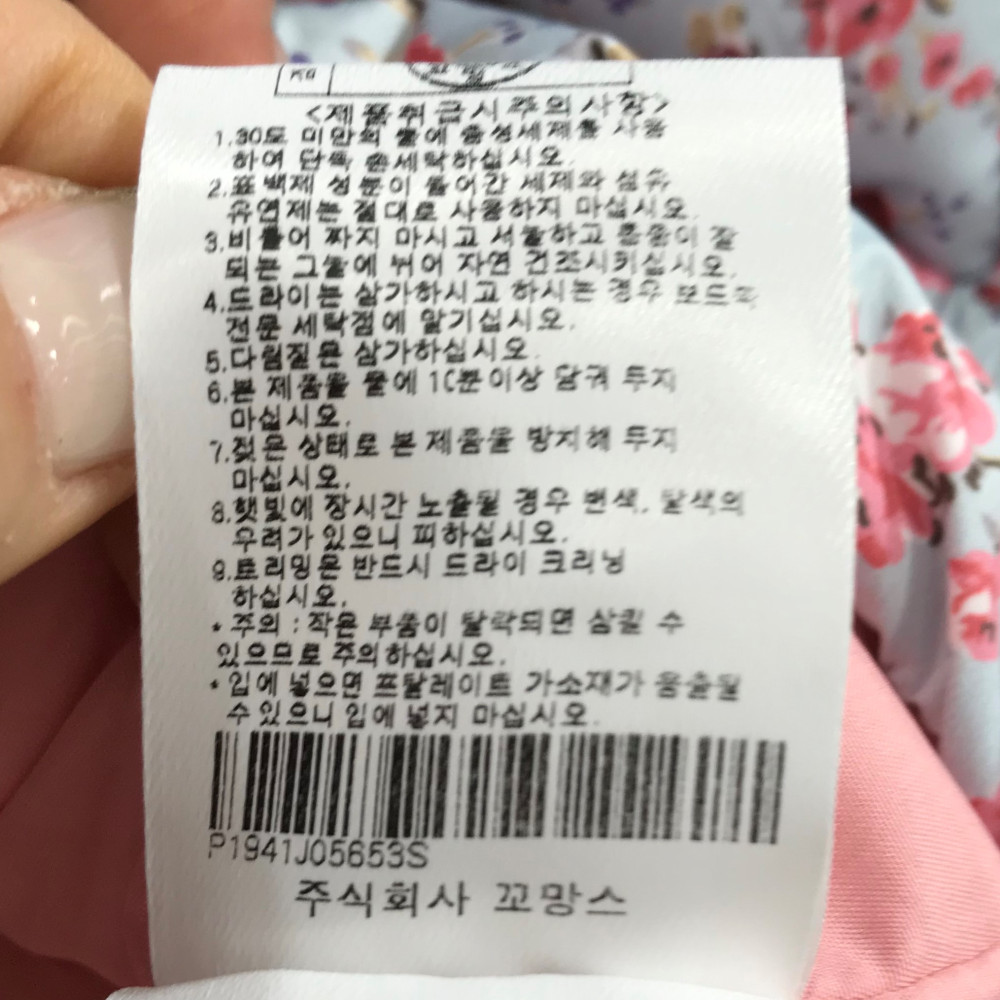 <제품취급시주의사항>
1.30도 미만의 물에 중성세제를 사용
하여 단독 손세탁하십시오.
2.표백제 성분이 들어간 세제와 섬유
유연제는 절대로 사용하지 마십시오.
3.비틀어 짜지 마시고 서늘하고 통풍이 잘
되는 그늘에 뉘어 자연 건조시키십시오.
4.드라이는 삼가하시고 하시는 경우 반드시
전문 세탁점에 맡기십시오.
5.다림질은 삼가하십시오.
6.본 제품을 물에 10분이상 담궈 두지
마십시오.
7.젖은 상태로 본 제품을 방치해 두지
마십시오.
8.햇빛에 장시간 노출될 경우 변색, 탈색의
우려가 있으니 피하십시오.
9.트리밍은 반드시 드라이 크리닝
하십시오.
* 주의 : 작은 부품이 탈락되면 삼킬 수
있으므로 주의하십시오.
* 입에 넣으면 프탈레이트 가소재가 용출될
수있으니 입에 넣지 마십시오.
P1941J05653S
주식회사 꼬망스